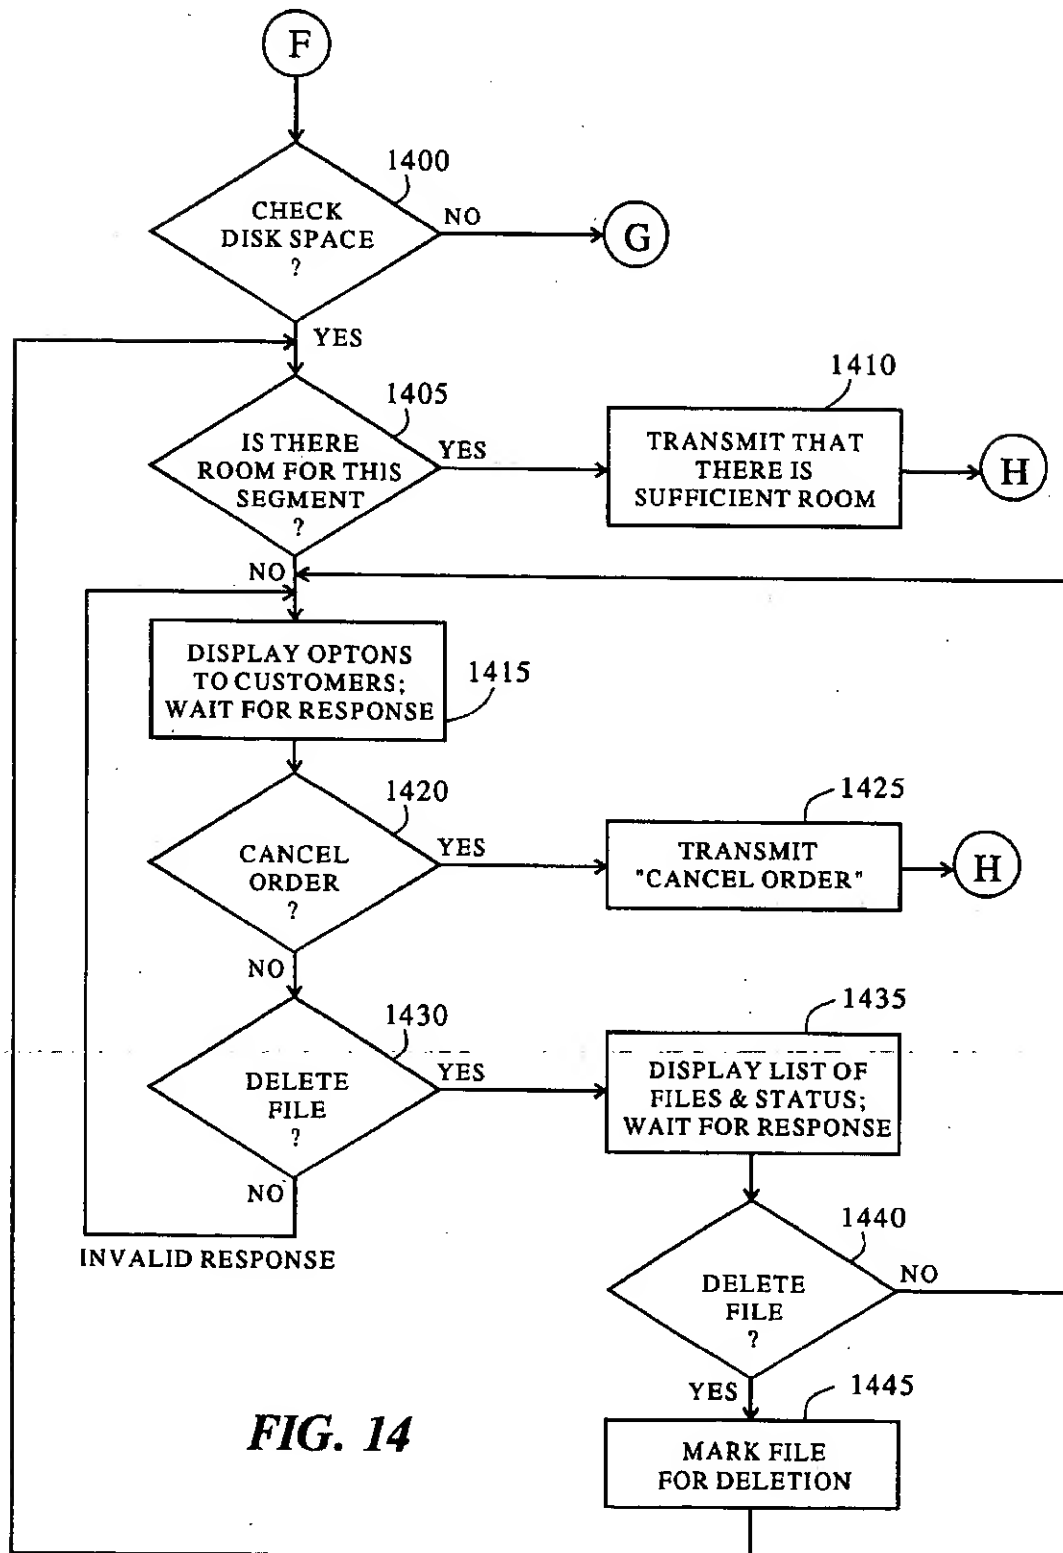 F
1400
CHECK
DISK SPACE
?
NO
G
YES
1405
IS THERE
ROOM FOR THIS
SEGMENT
?
YES
1410
TRANSMIT THAT
THERE IS
SUFFICIENT ROOM
H
NO
DISPLAY OPTONS
TO CUSTOMERS;
WAIT FOR RESPONSE
1415
1420
CANCEL
ORDER
?
YES
1425
TRANSMIT
"CANCEL ORDER"
H
NO
1430
DELETE
FILE
?
YES
1435
DISPLAY LIST OF
FILES & STATUS;
WAIT FOR RESPONSE
NO
INVALID RESPONSE
1440
DELETE
FILE
?
NO
YES
1445
MARK FILE
FOR DELETION
FIG. 14